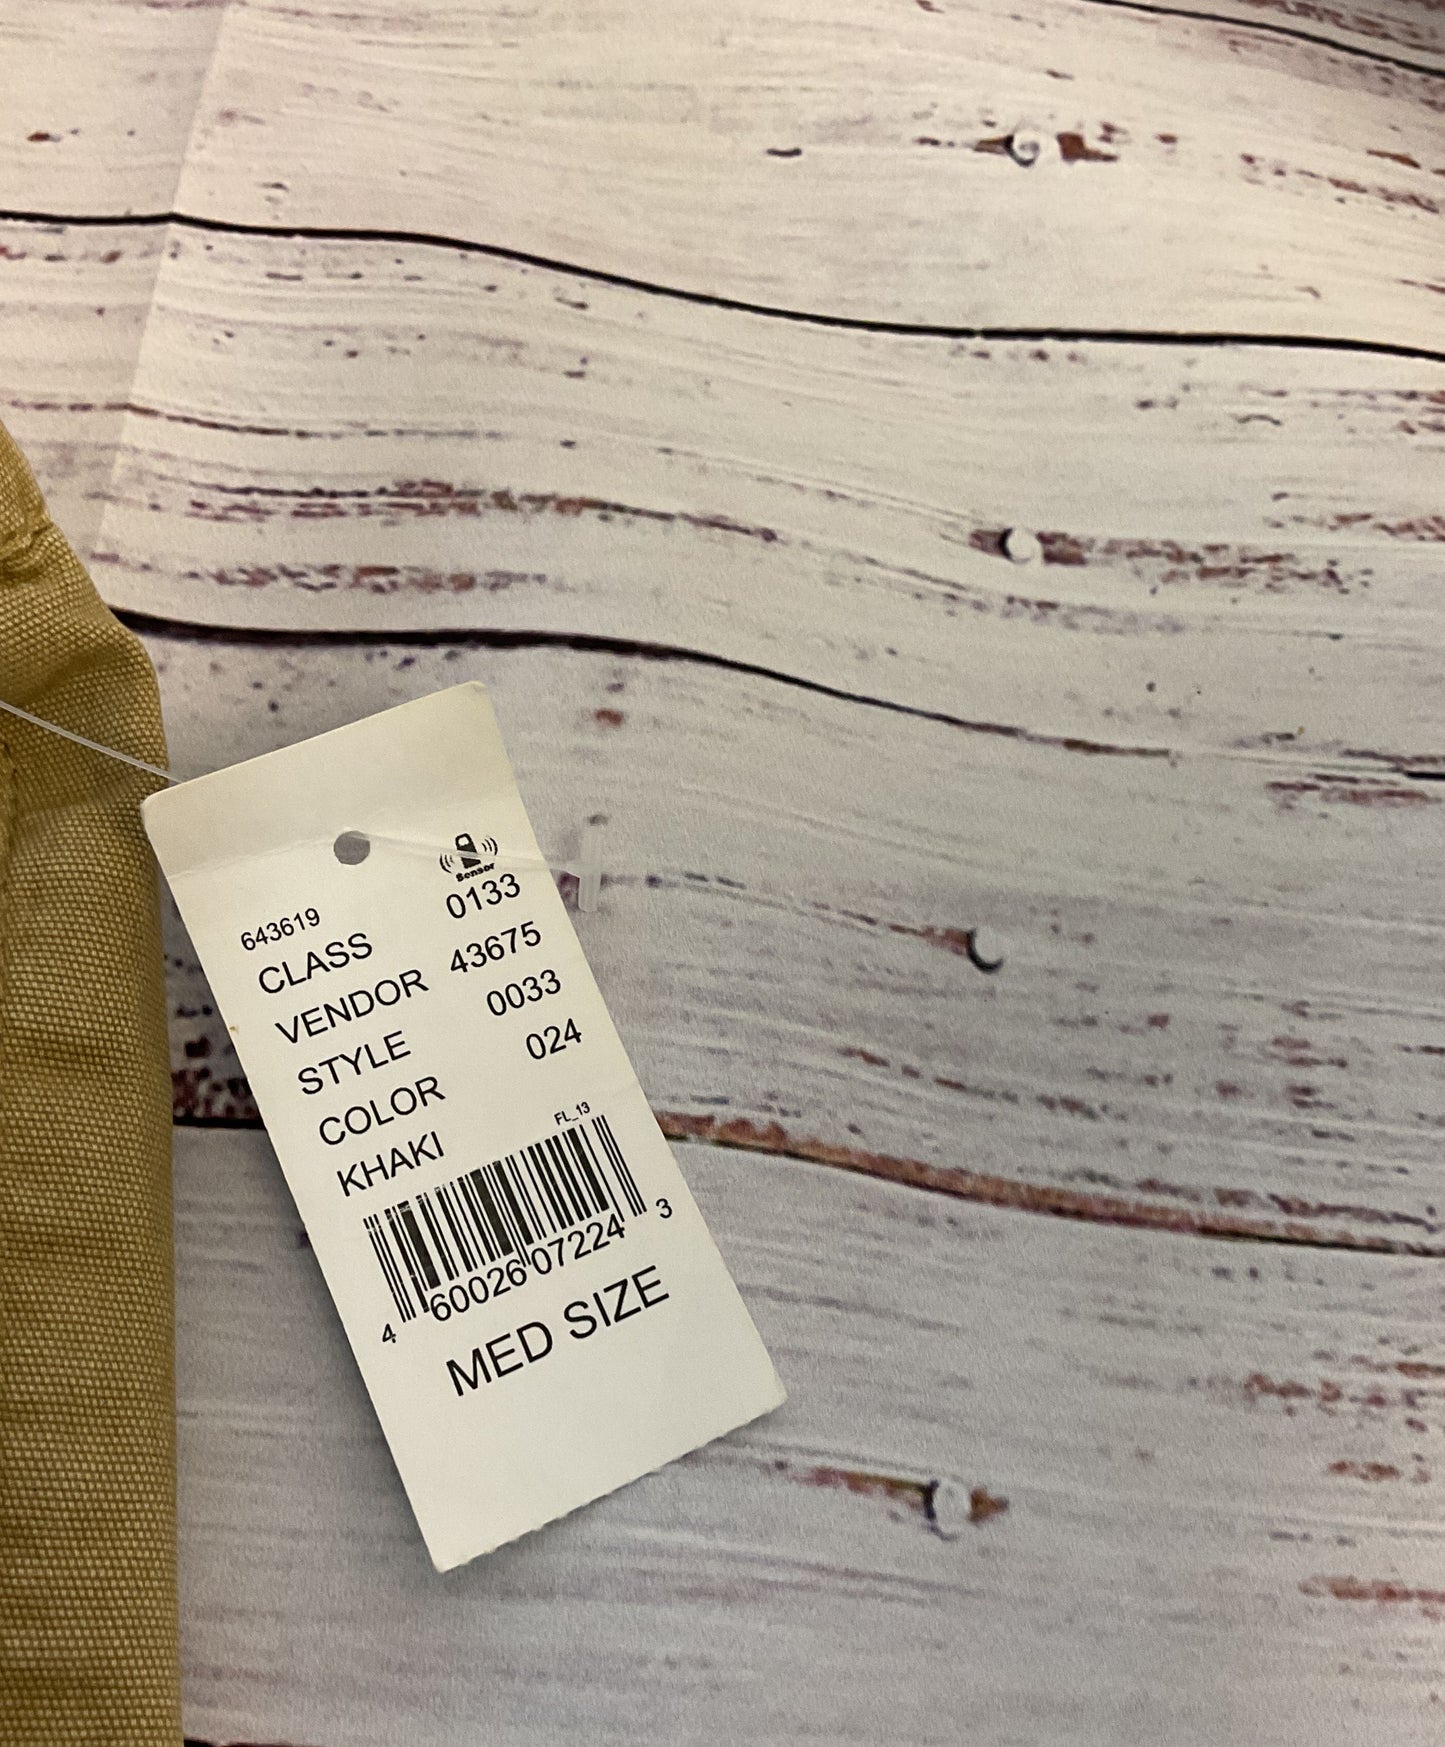 Sensor
643619
CLASS 0133
VENDOR 43675
STYLE 0033
COLOR 024
KHAKI
FL_13
4 60026 07224 3
MED SIZE